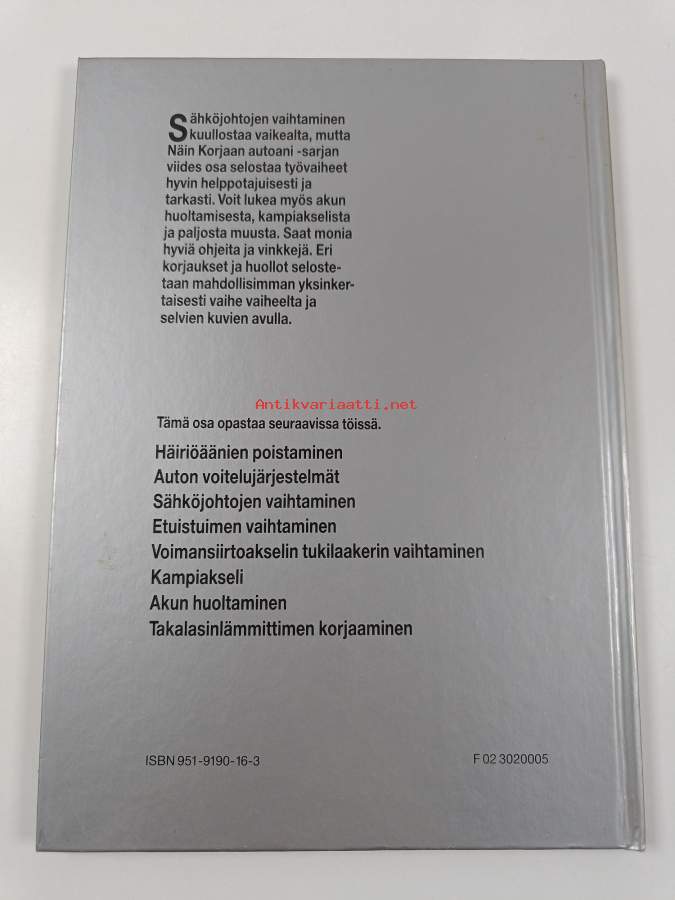 Sähköjohtojen vaihtaminen
kuullostaa vaikealta, mutta
Näin Korjaan autoani -sarjan
viides osa selostaa työvaiheet
hyvin helppotajuisesti ja
tarkasti. Voit lukea myös akun
huoltamisesta, kampiakselista
ja paljosta muusta. Saat monia
hyviä ohjeita ja vinkkejä. Eri
korjaukset ja huollot seloste-
taan mahdollisimman yksinker-
taisesti vaihe vaiheelta ja
selvien kuvien avulla.
Antikvariaatti.net
Tämä osa opastaa seuraavissa töissä.
Häiriöäänien poistaminen
Auton voitelujärjestelmät
Sähköjohtojen vaihtaminen
Etuistuimen vaihtaminen
Voimansiirtoakselin tukilaakerin vaihtaminen
Kampiakseli
Akun huoltaminen
Takalasinlämmittimen korjaaminen
ISBN 951-9190-16-3
F 02 3020005